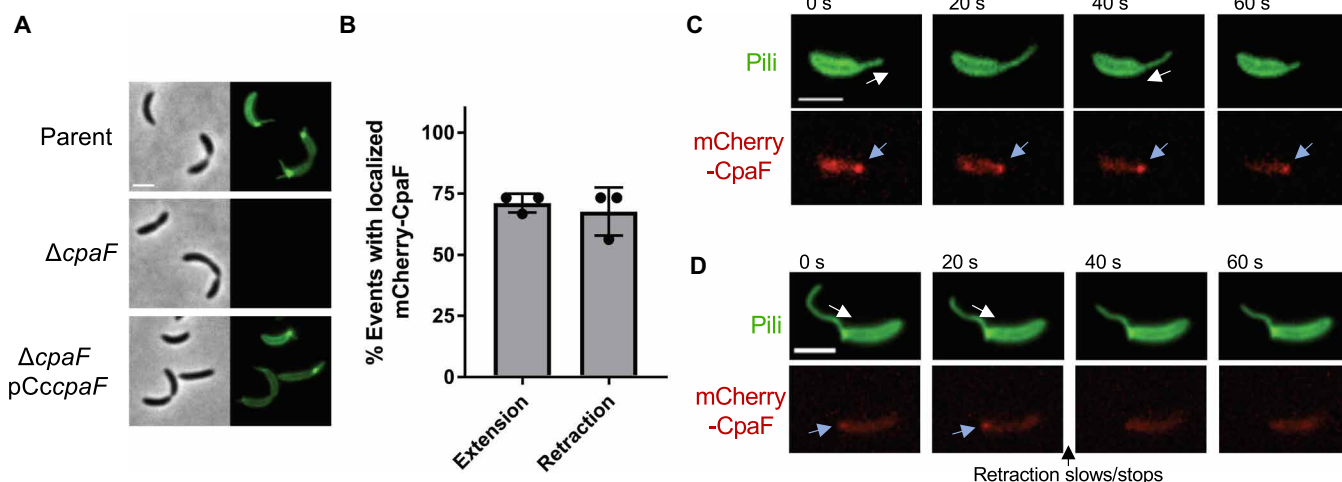 A
Parent
ΔcpaF
ΔcpaF
pCccpaF
B
% Events with localized
mCherry-CpaF
100
75
50
25
0
Extension
Retraction
C
0 s
20 s
40 s
60 s
Pili
mCherry
-CpaF
D
0 s
20 s
40 s
60 s
Pili
mCherry
-CpaF
Retraction slows/stops